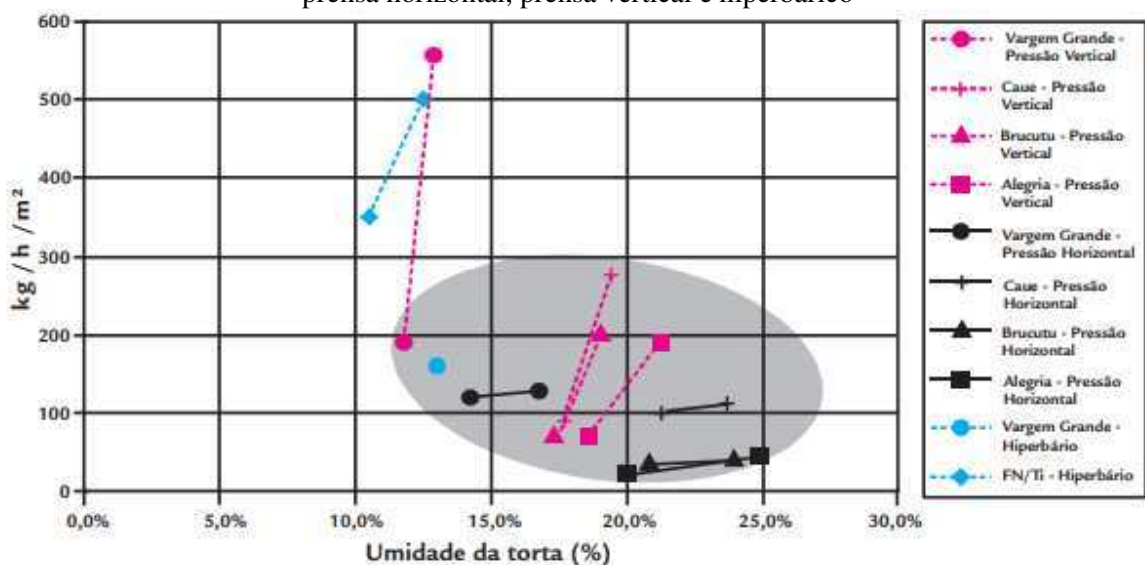 prensa horizontal, prensa vertical e hiperbárico
600
500
400
300
200
100
0
kg / h / m²
0,0%
5,0%
10,0%
15,0%
20,0%
25,0%
30,0%
Umidade da torta (%)
Vargem Grande -
Pressão Vertical
Caue - Pressão
Vertical
Brucutu - Pressão
Vertical
Alegria - Pressão
Vertical
Vargem Grande -
Pressão Horizontal
Caue - Pressão
Horizontal
Brucutu - Pressão
Horizontal
Alegria - Pressão
Horizontal
Vargem Grande -
Hiperbário
FN/Ti - Hiperbário